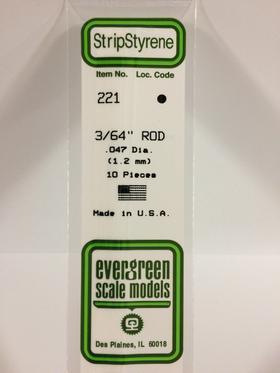 StripStyrene
Item No. Loc. Code
221
3/64" ROD
.047 Dia.
(1.2 mm)
10 Pieces
Made in U.S.A.
evergreen
scale models
Des Plaines, IL 60018